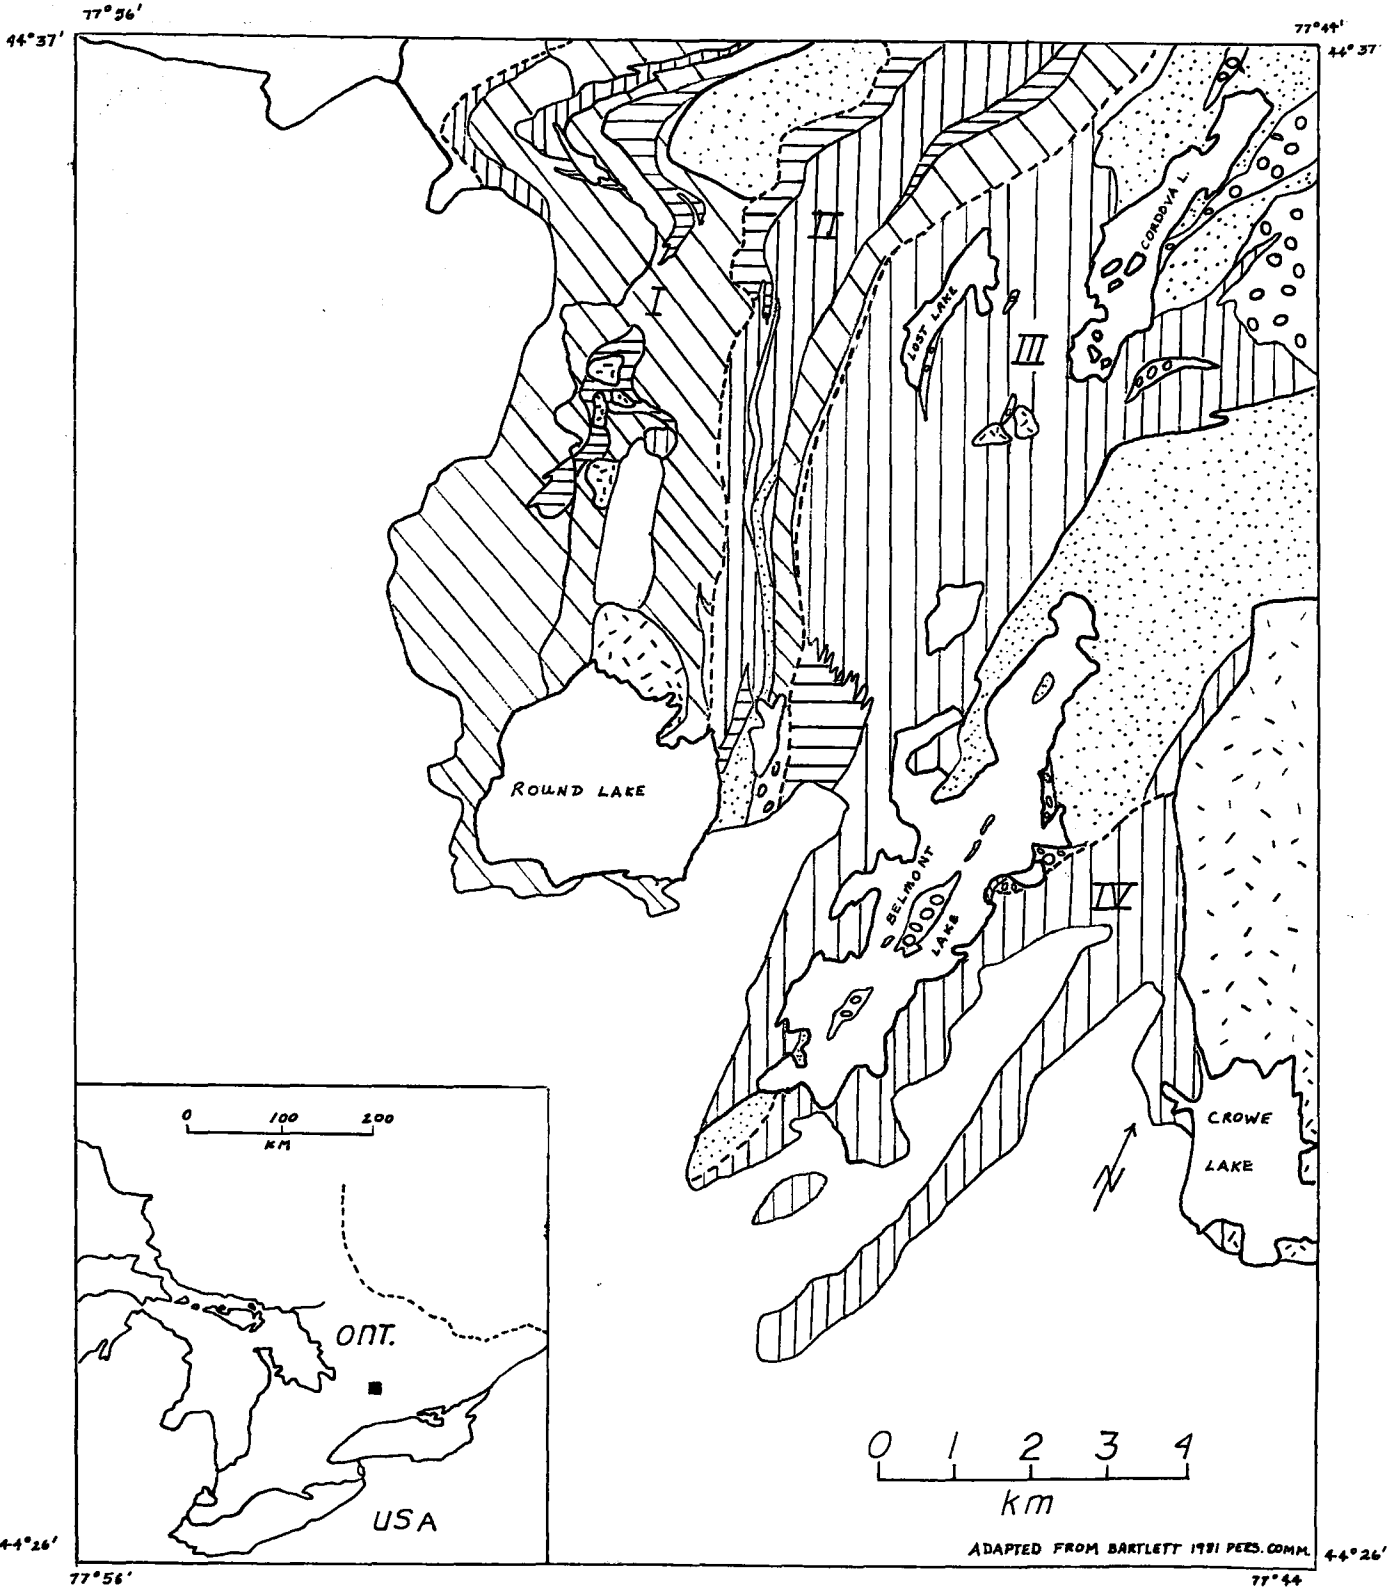 77°56'
77°44'
44°37'
44°37'
CORDOVA L.
II
I
LOST LAKE
III
ROUND LAKE
BELMONT
LAKE
IV
0 100 200
KM
CROWE
LAKE
N
ONT.
0 1 2 3 4
km
USA
ADAPTED FROM BARTLETT 1981 PERS. COMM.
44°26'
44°26'
77°56'
77°44